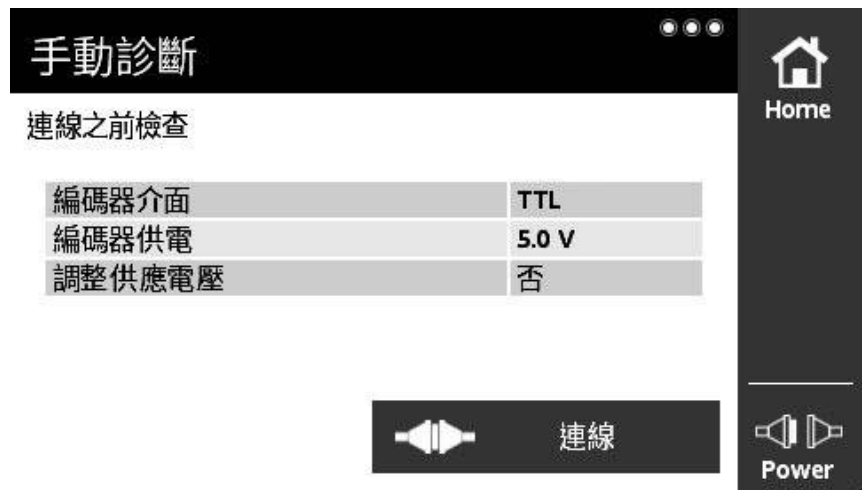 手動診斷
Home
連線之前檢查
編碼器介面 TTL
編碼器供電 5.0 V
調整供應電壓 否
連線
Power